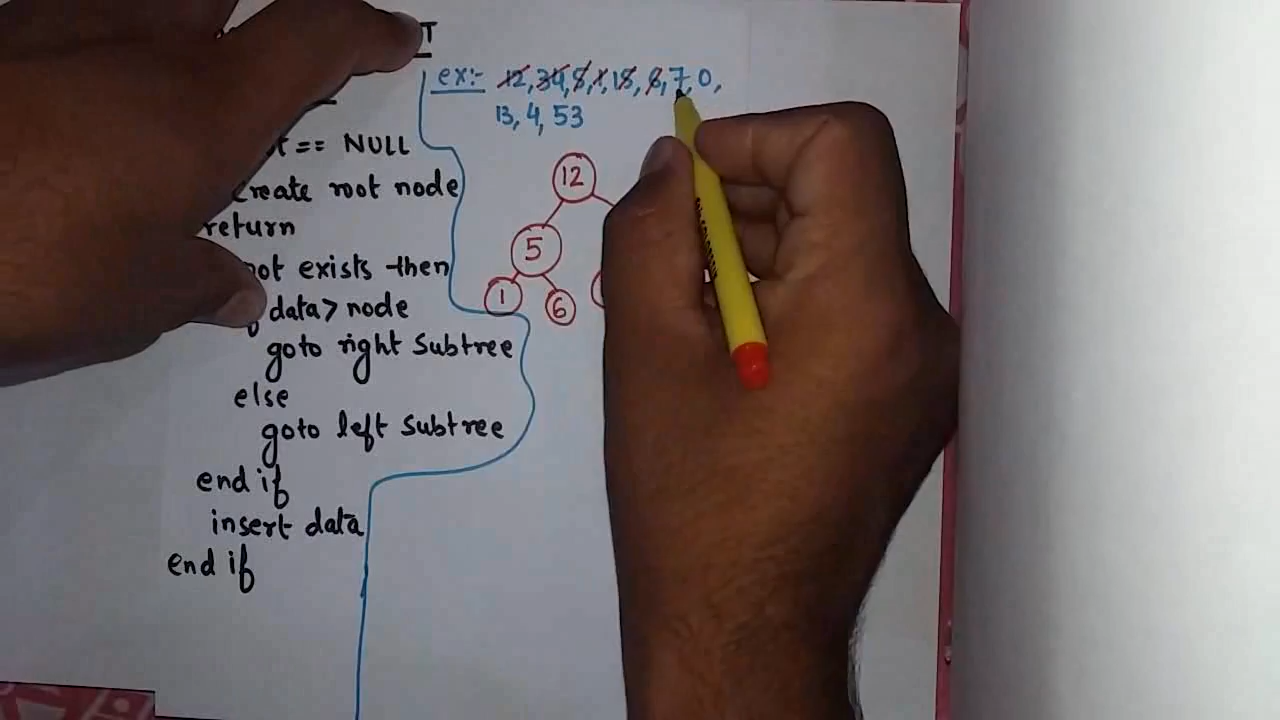 T
ex:- 12, 34, 5, 1, 18, 6, 7, 0,
13, 4, 53
== NULL
create root node
return
exists then
data > node
goto right subtree
else
goto left subtree
end if
insert data
end if
12
5
1
6